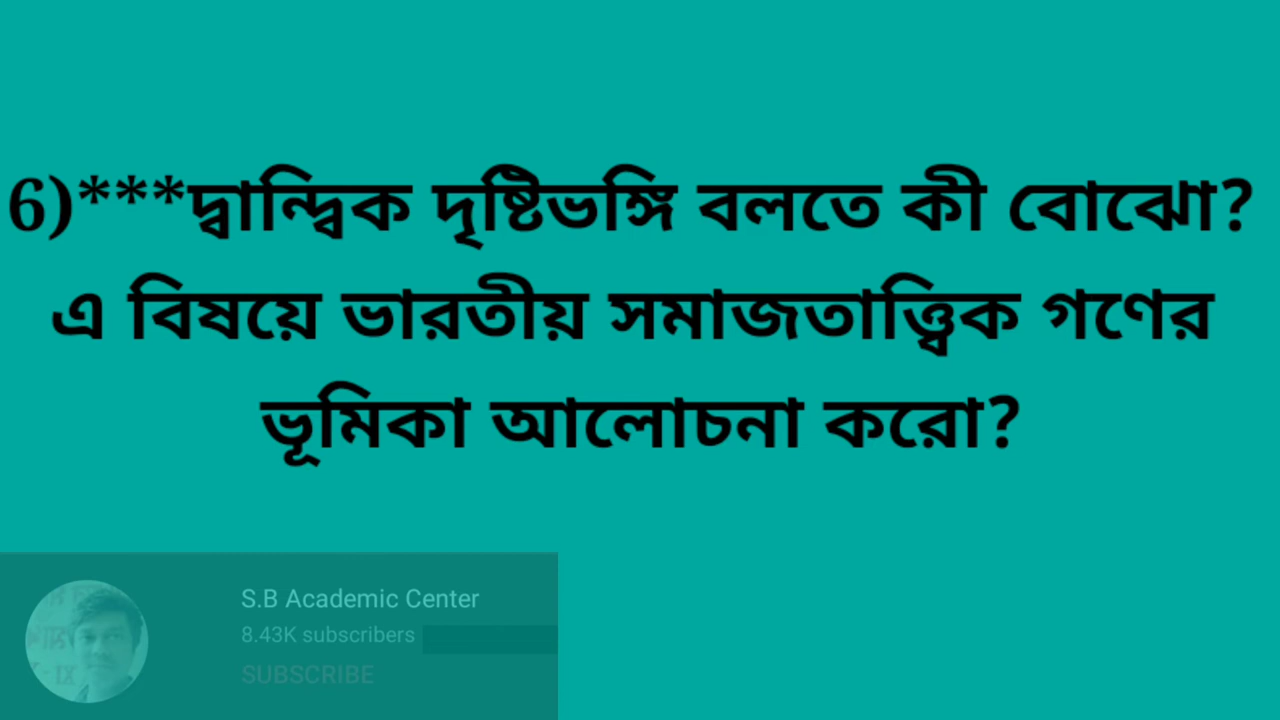 6)***দ্বান্দ্বিক দৃষ্টিভঙ্গি বলতে কী বোঝো?
এ বিষয়ে ভারতীয় সমাজতাত্ত্বিক গণের
ভূমিকা আলোচনা করো?
S.B Academic Center
8.43K subscribers
SUBSCRIBE